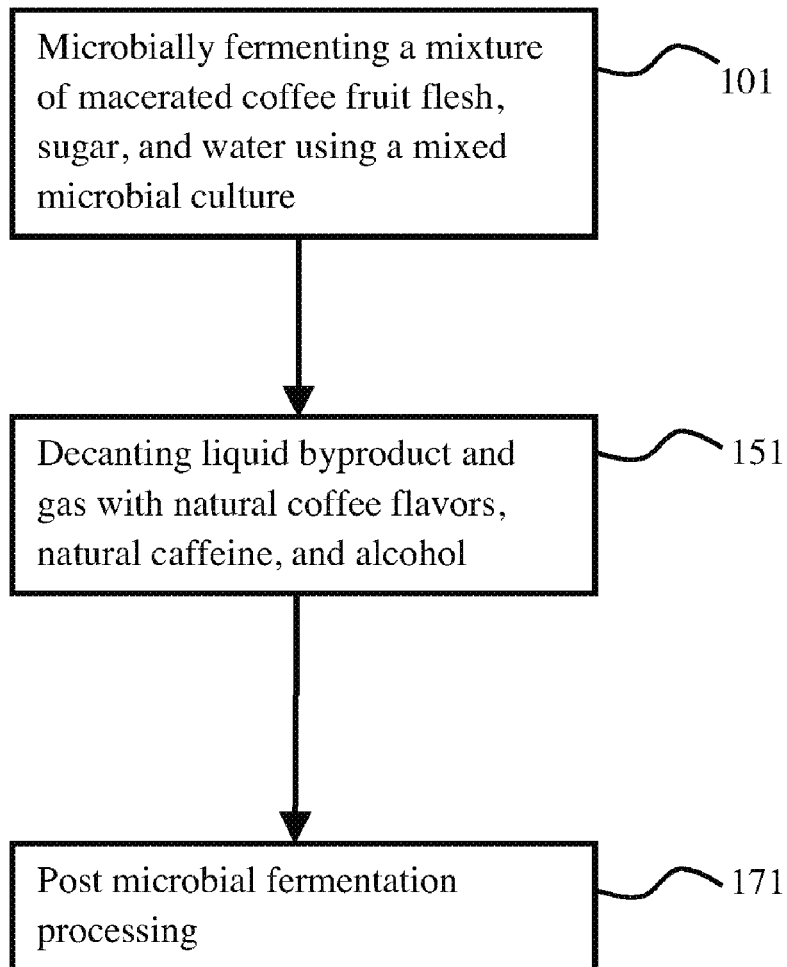 Microbially fermenting a mixture
of macerated coffee fruit flesh,
sugar, and water using a mixed
microbial culture
101
Decanting liquid byproduct and
gas with natural coffee flavors,
natural caffeine, and alcohol
151
Post microbial fermentation
processing
171